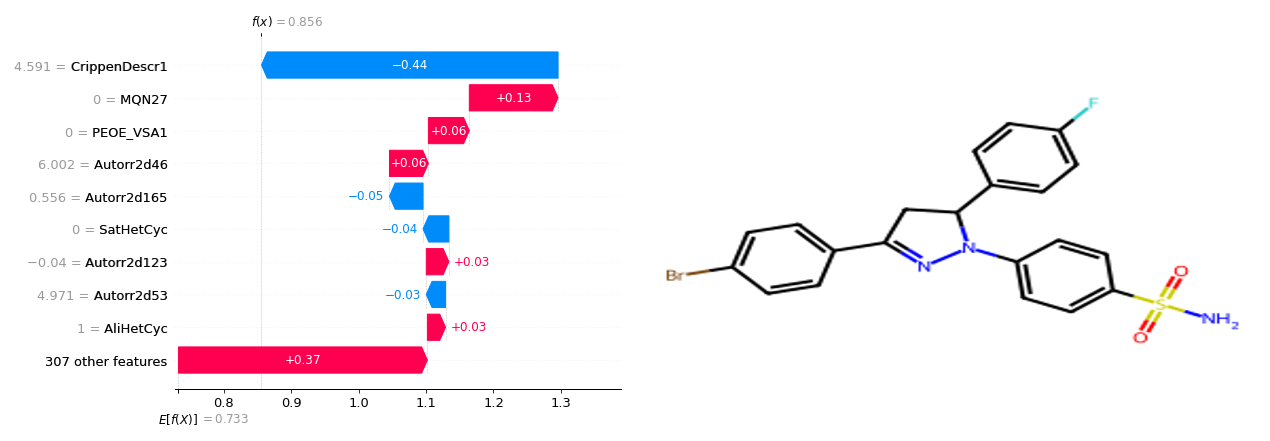 f(x) = 0.856
4.591 = CrippenDescr1
−0.44
0 = MQN27
+0.13
0 = PEOE_VSA1
+0.06
6.002 = Autorr2d46
+0.06
0.556 = Autorr2d165
−0.05
0 = SatHetCyc
−0.04
−0.04 = Autorr2d123
+0.03
4.971 = Autorr2d53
−0.03
1 = AliHetCyc
+0.03
307 other features
+0.37
0.8 0.9 1.0 1.1 1.2 1.3
E[f(X)] = 0.733
F
Br
N
N
O
S
NH2
O